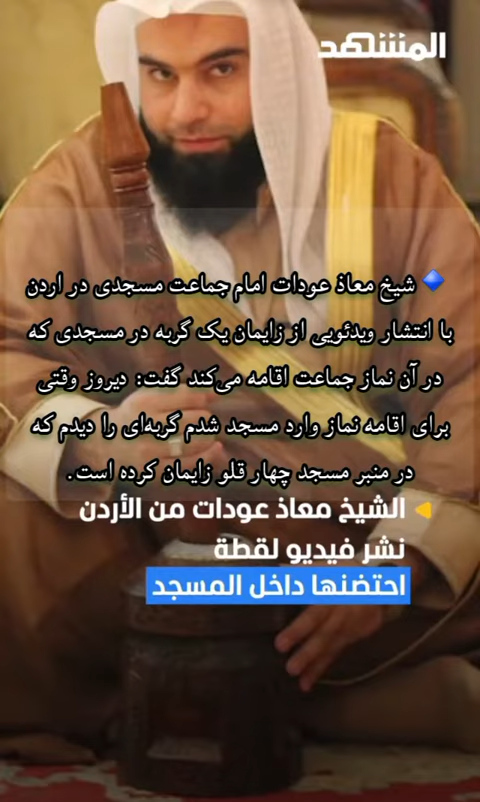 المشهد
شیخ معاذ عودات امام جماعت مسجدی در اردن
با انتشار ویدئویی از زایمان یک گربه در مسجدی که
در آن نماز جماعت اقامه می‌کند گفت: دیروز وقتی
برای اقامه نماز وارد مسجد شدم گربه‌ای را دیدم که
در منبر مسجد چهار قلو زایمان کرده است.
الشيخ معاذ عودات من الأردن
نشر فيديو لقطة
احتضنها داخل المسجد